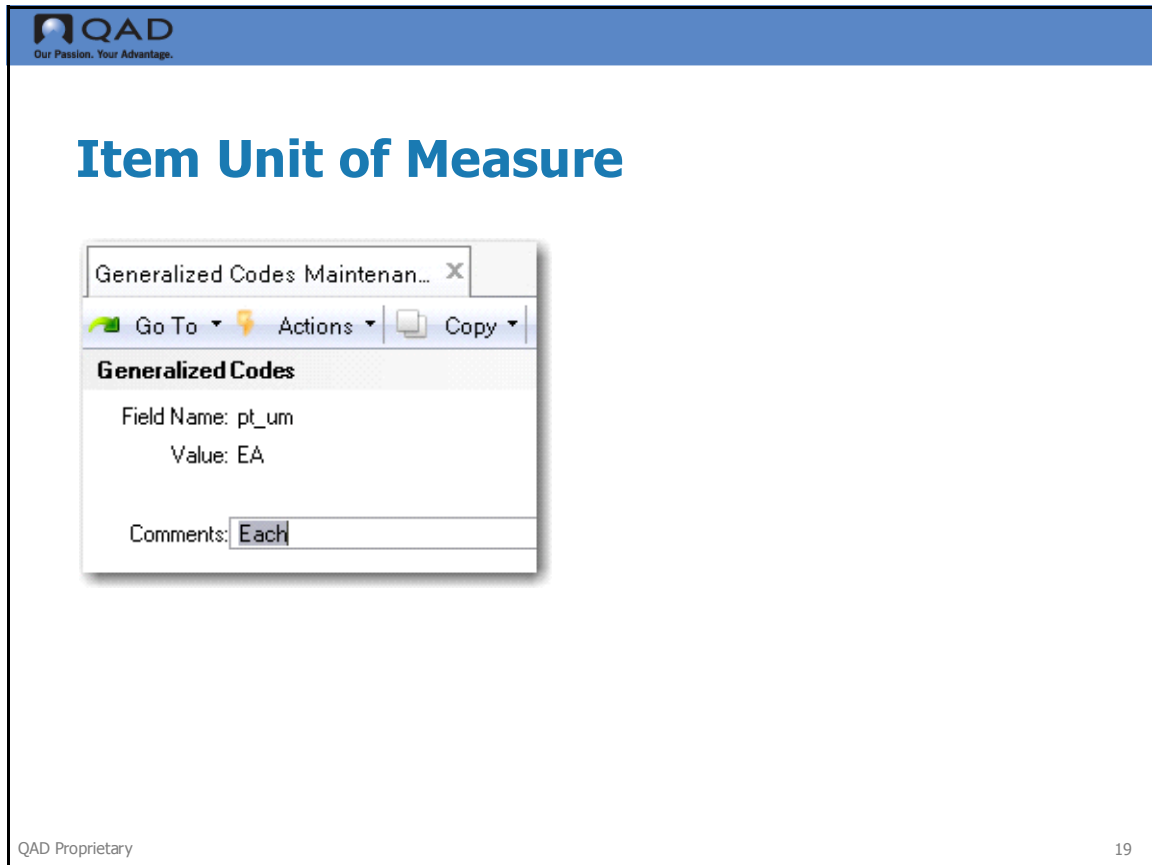 QAD
Our Passion. Your Advantage.
Item Unit of Measure
Generalized Codes Maintenan... X
Go To Actions Copy
Generalized Codes
Field Name: pt_um
Value: EA
Comments: Each
QAD Proprietary
19